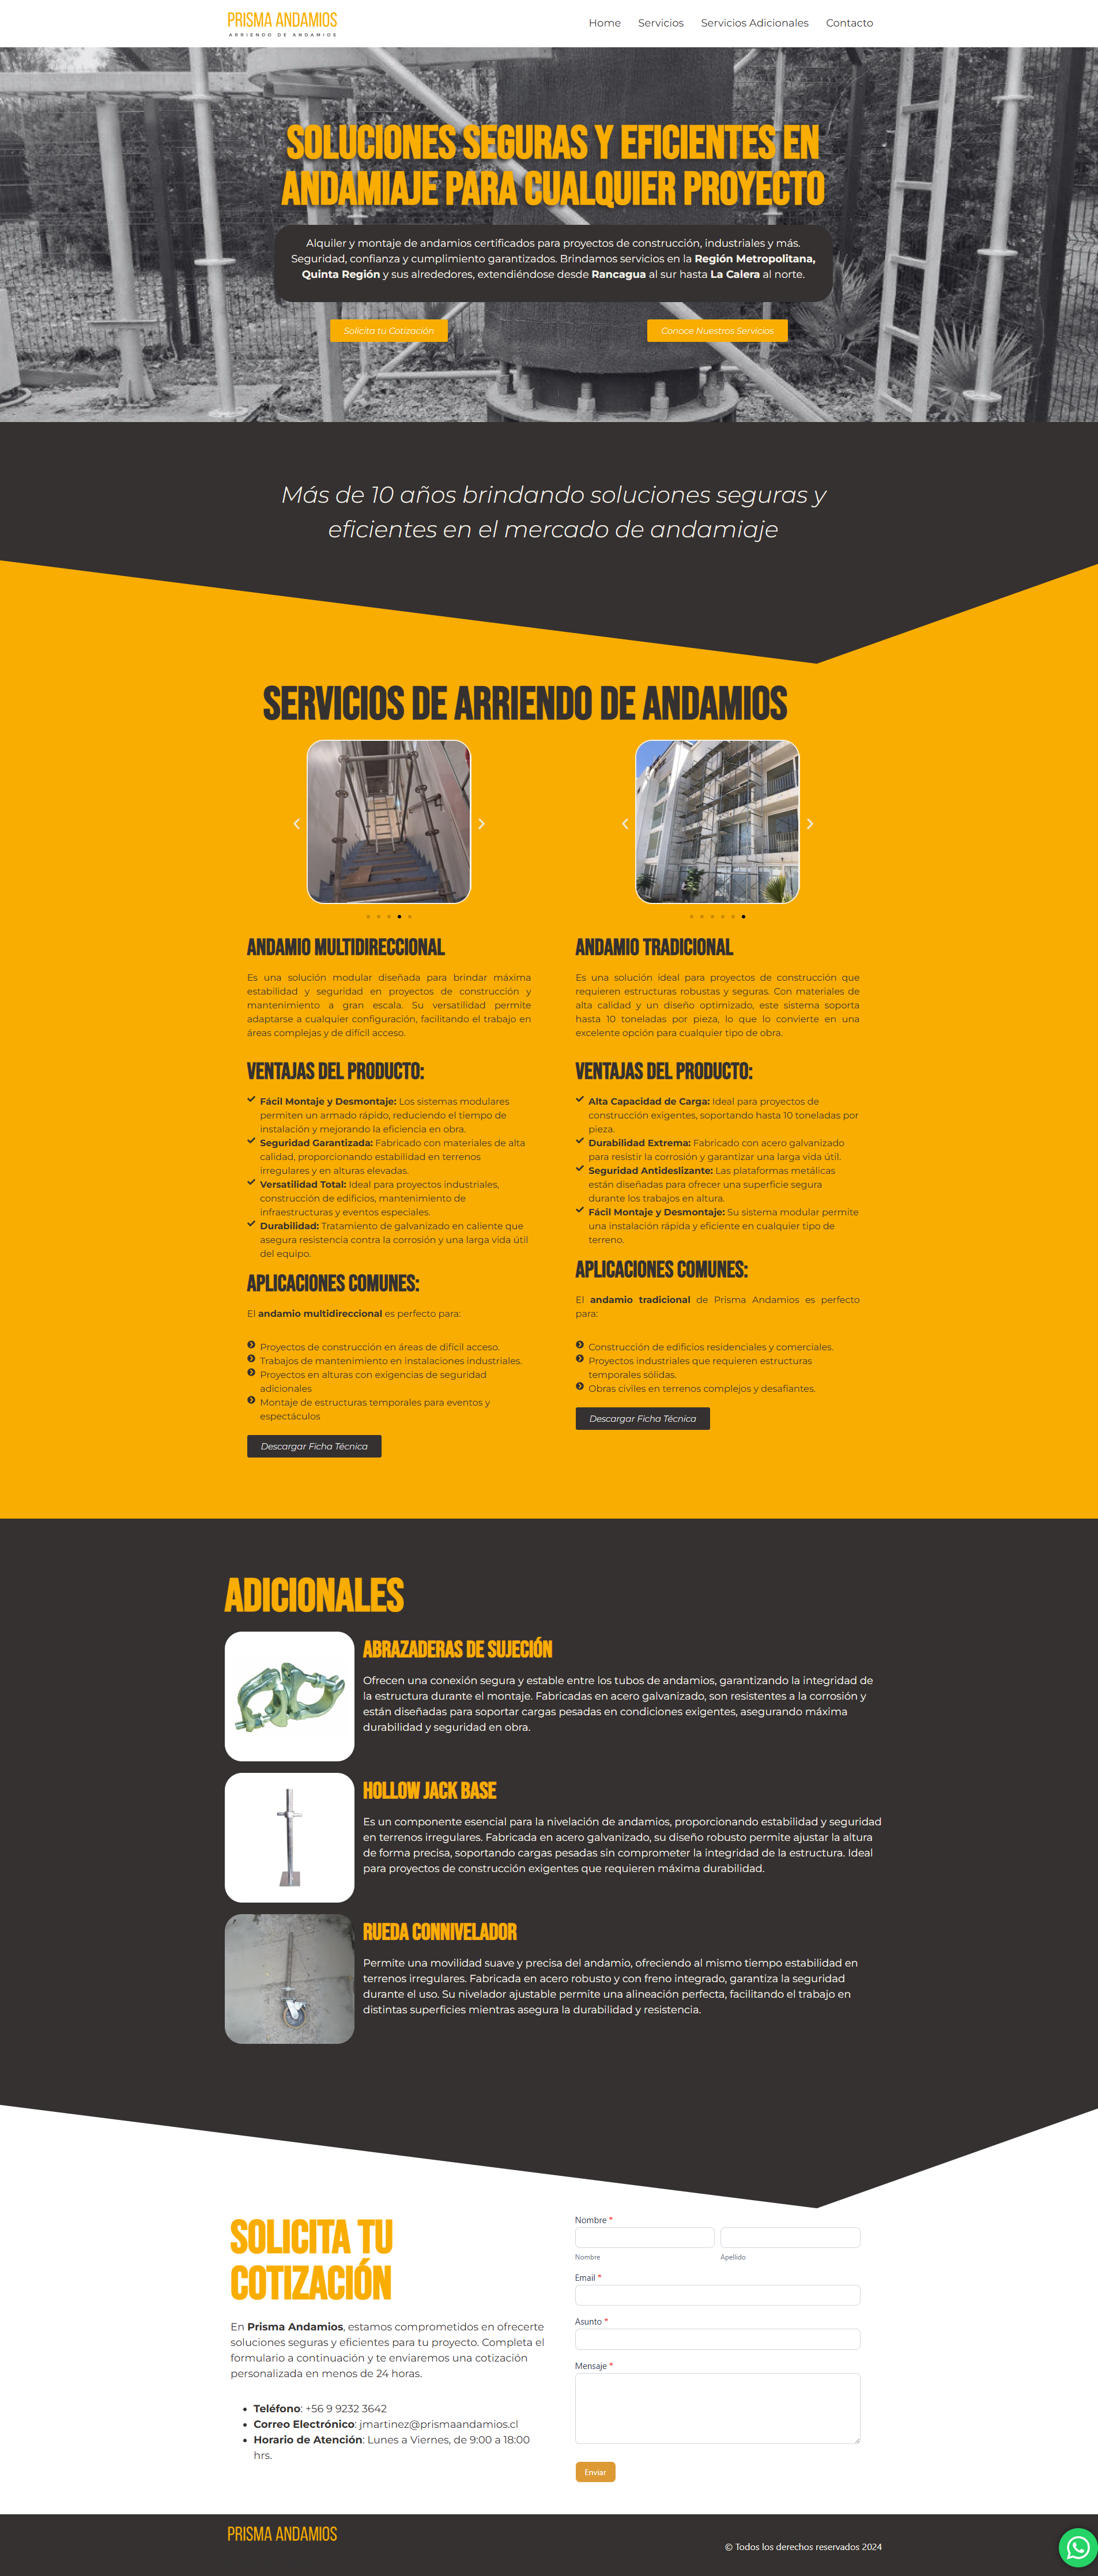 PRISMA ANDAMIOS
ARRIENDO DE ANDAMIOS
Home
Servicios
Servicios Adicionales
Contacto
SOLUCIONES SEGURAS Y EFICIENTES EN
ANDAMIAJE PARA CUALQUIER PROYECTO
Alquiler y montaje de andamios certificados para proyectos de construcción, industriales y más.
Seguridad, confianza y cumplimiento garantizados. Brindamos servicios en la Región Metropolitana,
Quinta Región y sus alrededores, extendiéndose desde Rancagua al sur hasta La Calera al norte.
Solicita tu Cotización
Conoce Nuestros Servicios
Más de 10 años brindando soluciones seguras y
eficientes en el mercado de andamiaje
SERVICIOS DE ARRIENDO DE ANDAMIOS
ANDAMIO MULTIDIRECCIONAL
Es una solución modular diseñada para brindar máxima
estabilidad y seguridad en proyectos de construcción y
mantenimiento a gran escala. Su versatilidad permite
adaptarse a cualquier configuración, facilitando el trabajo en
áreas complejas y de difícil acceso.
VENTAJAS DEL PRODUCTO:
Fácil Montaje y Desmontaje: Los sistemas modulares
permiten un armado rápido, reduciendo el tiempo de
instalación y mejorando la eficiencia en obra.
Seguridad Garantizada: Fabricado con materiales de alta
calidad, proporcionando estabilidad en terrenos
irregulares y en alturas elevadas.
Versatilidad Total: Ideal para proyectos industriales,
construcción de edificios, mantenimiento de
infraestructuras y eventos especiales.
Durabilidad: Tratamiento de galvanizado en caliente que
asegura resistencia contra la corrosión y una larga vida útil
del equipo.
APLICACIONES COMUNES:
El andamio multidireccional es perfecto para:
Proyectos de construcción en áreas de difícil acceso.
Trabajos de mantenimiento en instalaciones industriales.
Proyectos en alturas con exigencias de seguridad
adicionales
Montaje de estructuras temporales para eventos y
espectáculos
Descargar Ficha Técnica
ANDAMIO TRADICIONAL
Es una solución ideal para proyectos de construcción que
requieren estructuras robustas y seguras. Con materiales de
alta calidad y un diseño optimizado, este sistema soporta
hasta 10 toneladas por pieza, lo que lo convierte en una
excelente opción para cualquier tipo de obra.
VENTAJAS DEL PRODUCTO:
Alta Capacidad de Carga: Ideal para proyectos de
construcción exigentes, soportando hasta 10 toneladas por
pieza.
Durabilidad Extrema: Fabricado con acero galvanizado
para resistir la corrosión y garantizar una larga vida útil.
Seguridad Antideslizante: Las plataformas metálicas
están diseñadas para ofrecer una superficie segura
durante los trabajos en altura.
Fácil Montaje y Desmontaje: Su sistema modular permite
una instalación rápida y eficiente en cualquier tipo de
terreno.
APLICACIONES COMUNES:
El andamio tradicional de Prisma Andamios es perfecto
para:
Construcción de edificios residenciales y comerciales.
Proyectos industriales que requieren estructuras
temporales sólidas.
Obras civiles en terrenos complejos y desafiantes.
Descargar Ficha Técnica
ADICIONALES
ABRAZADERAS DE SUJECIÓN
Ofrecen una conexión segura y estable entre los tubos de andamios, garantizando la integridad de
la estructura durante el montaje. Fabricadas en acero galvanizado, son resistentes a la corrosión y
están diseñadas para soportar cargas pesadas en condiciones exigentes, asegurando máxima
durabilidad y seguridad en obra.
HOLLOW JACK BASE
Es un componente esencial para la nivelación de andamios, proporcionando estabilidad y seguridad
en terrenos irregulares. Fabricada en acero galvanizado, su diseño robusto permite ajustar la altura
de forma precisa, soportando cargas pesadas sin comprometer la integridad de la estructura. Ideal
para proyectos de construcción exigentes que requieren máxima durabilidad.
RUEDA CONNIVELADOR
Permite una movilidad suave y precisa del andamio, ofreciendo al mismo tiempo estabilidad en
terrenos irregulares. Fabricada en acero robusto y con freno integrado, garantiza la seguridad
durante el uso. Su nivelador ajustable permite una alineación perfecta, facilitando el trabajo en
distintas superficies mientras asegura la durabilidad y resistencia.
SOLICITA TU
COTIZACIÓN
En Prisma Andamios, estamos comprometidos en ofrecerte
soluciones seguras y eficientes para tu proyecto. Completa el
formulario a continuación y te enviaremos una cotización
personalizada en menos de 24 horas.
Teléfono: +56 9 9232 3642
Correo Electrónico: jmartinez@prismaandamios.cl
Horario de Atención: Lunes a Viernes, de 9:00 a 18:00
hrs.
Nombre *
Nombre
Apellido
Email *
Asunto *
Mensaje *
Enviar
PRISMA ANDAMIOS
© Todos los derechos reservados 2024